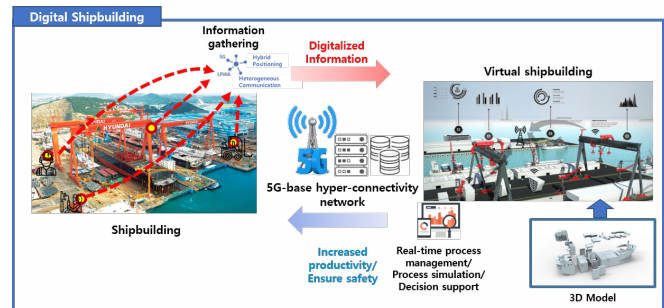 Digital Shipbuilding
Information
gathering
5G
Hybrid
Positioning
LPWA
Heterogeneous
Communication
Digitalized
Information
Virtual shipbuilding
HYUNDAI
5G
5G-base hyper-connectivity
network
Shipbuilding
Increased
productivity/
Ensure safety
Real-time process
management/
Process simulation/
Decision support
3D Model